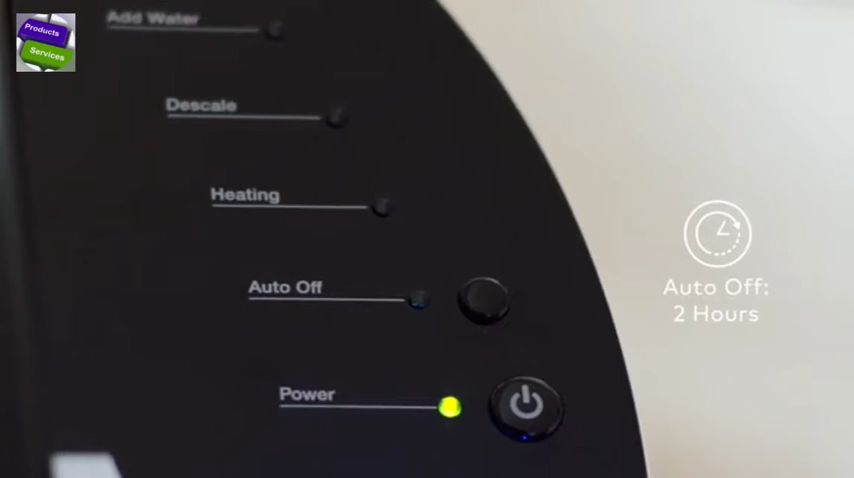 Products
Services
Add Water
Descale
Heating
Auto Off
Power
Auto Off:
2 Hours